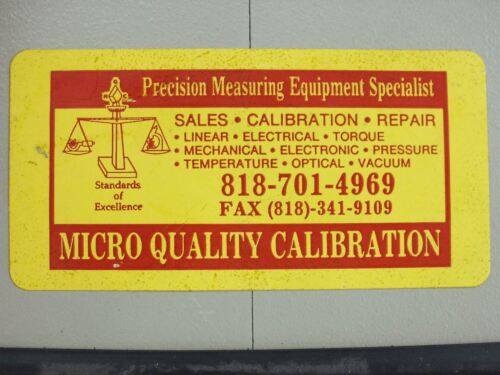 Precision Measuring Equipment Specialist
SALES • CALIBRATION • REPAIR
• LINEAR • ELECTRICAL • TORQUE
• MECHANICAL • ELECTRONIC • PRESSURE
• TEMPERATURE • OPTICAL • VACUUM
818-701-4969
FAX (818)-341-9109
Standards
of
Excellence
MICRO QUALITY CALIBRATION